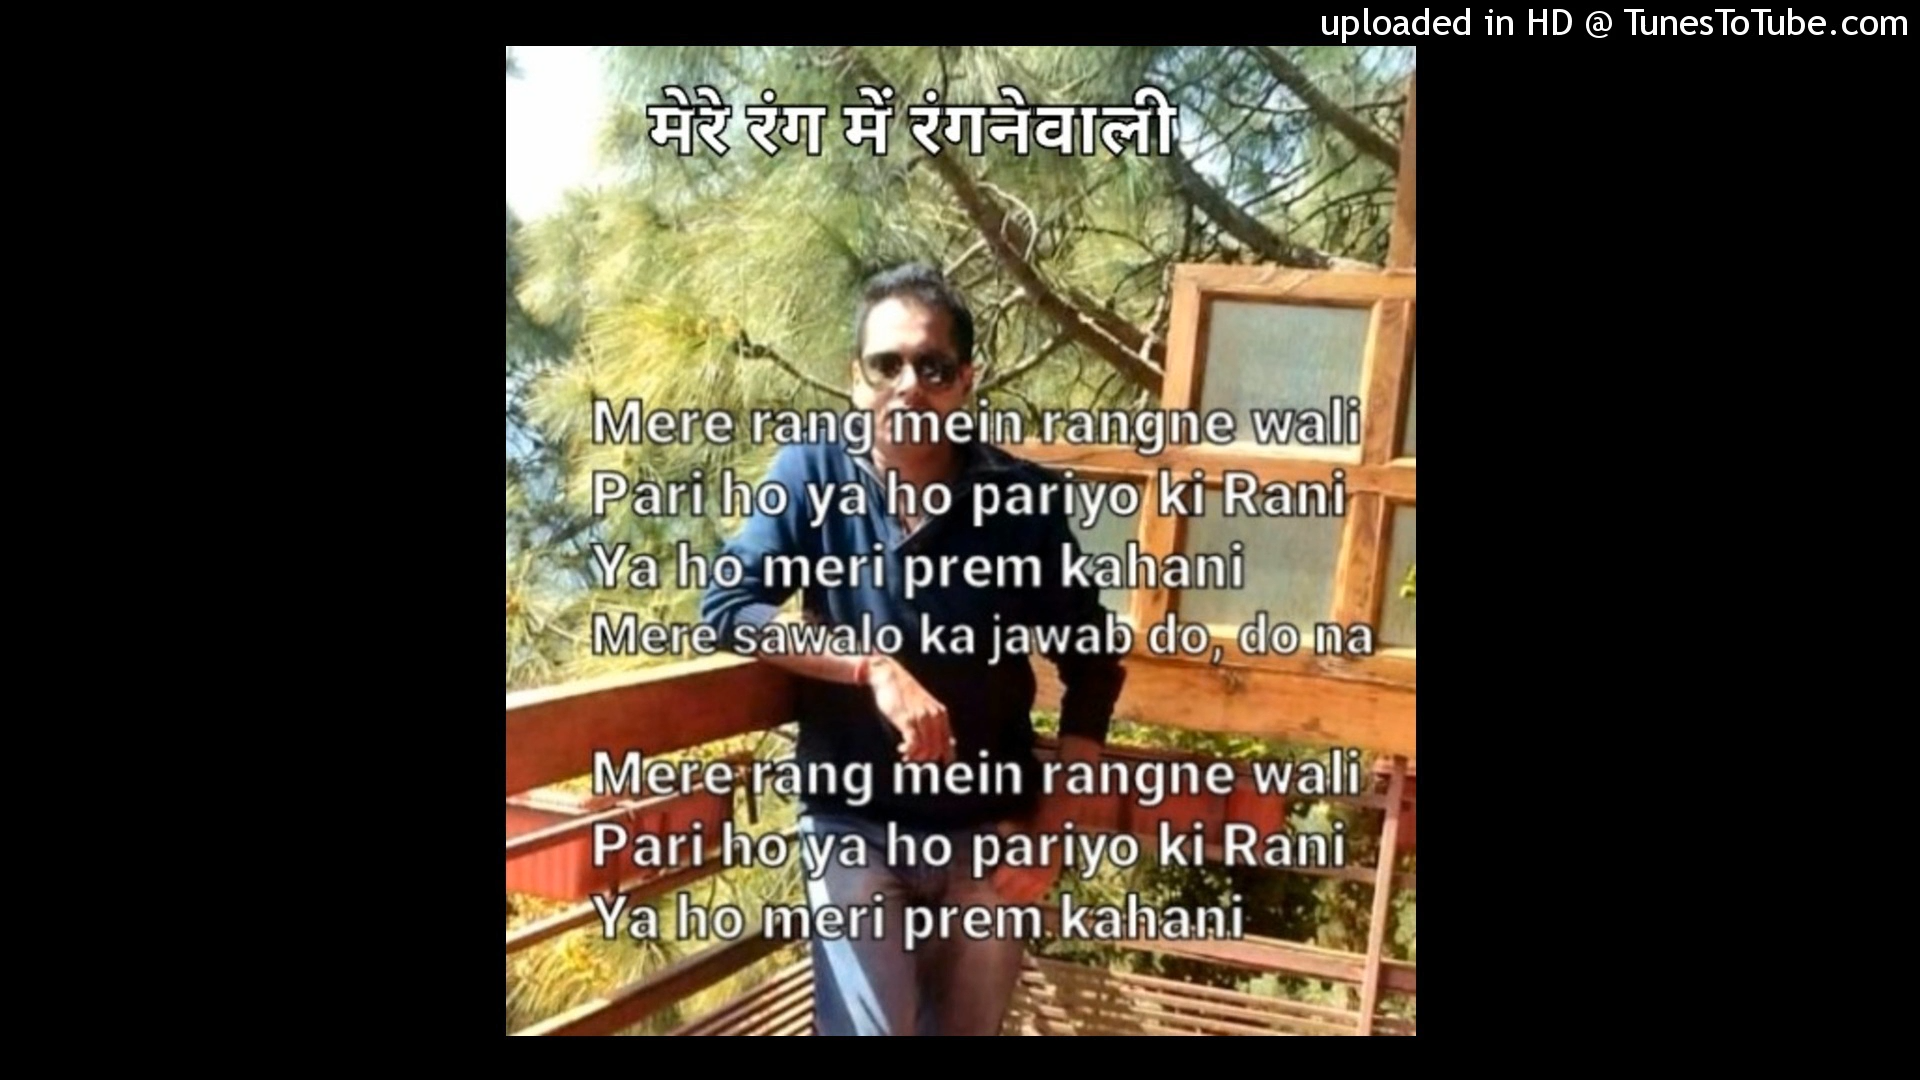 uploaded in HD @ TunesToTube.com
मेरे रंग में रंगनेवाली
Mere rang mein rangne wali
Pari ho ya ho pariyo ki Rani
Ya ho meri prem kahani
Mere sawalo ka jawab do, do na
Mere rang mein rangne wali
Pari ho ya ho pariyo ki Rani
Ya ho meri prem kahani